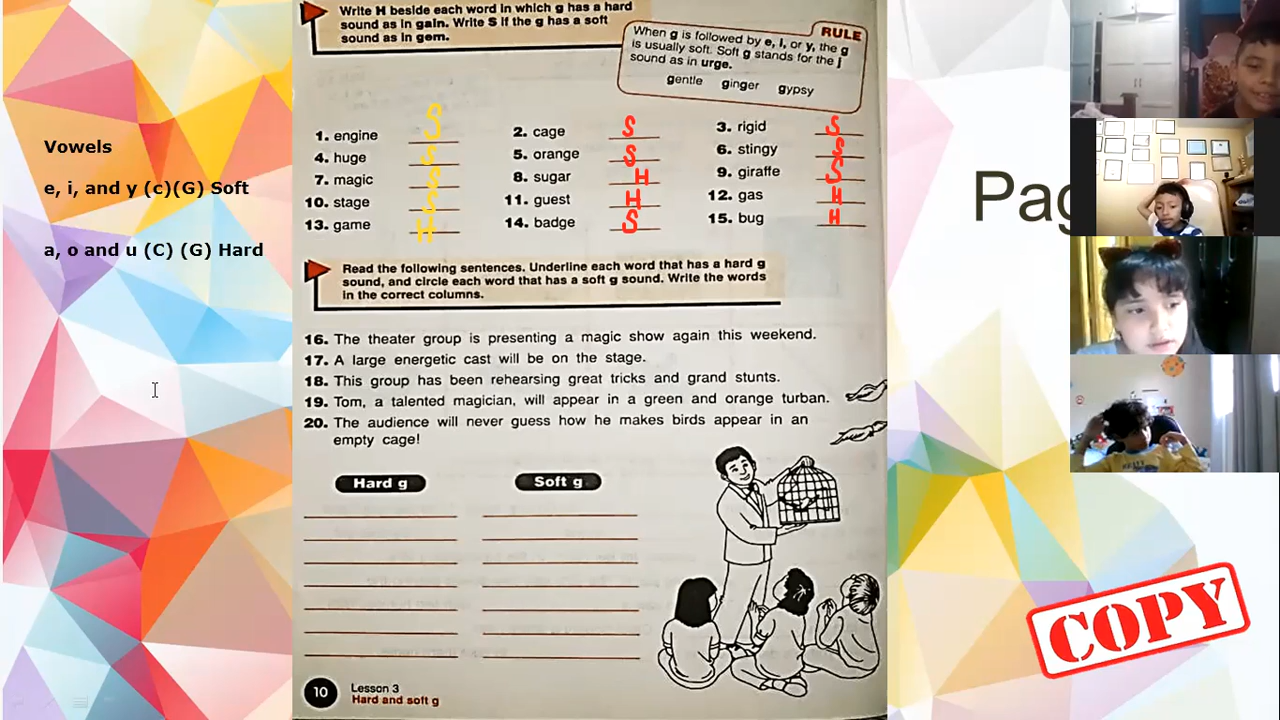 Write H beside each word in which g has a hard
sound as in gain. Write S if the g has a soft
sound as in gem.
RULE
When g is followed by e, i, or y, the g
is usually soft. Soft g stands for the j
sound as in urge.
gentle ginger gypsy
Vowels
e, i, and y (c)(G) Soft
a, o and u (C) (G) Hard
1. engine S 2. cage S 3. rigid S
4. huge S 5. orange S 6. stingy S
7. magic S 8. sugar H 9. giraffe S
10. stage S 11. guest H 12. gas H
13. game H 14. badge S 15. bug H
Read the following sentences. Underline each word that has a hard g
sound, and circle each word that has a soft g sound. Write the words
in the correct columns.
16. The theater group is presenting a magic show again this weekend.
17. A large energetic cast will be on the stage.
18. This group has been rehearsing great tricks and grand stunts.
19. Tom, a talented magician, will appear in a green and orange turban.
20. The audience will never guess how he makes birds appear in an
empty cage!
Hard g Soft g
10 Lesson 3
Hard and soft g
COPY